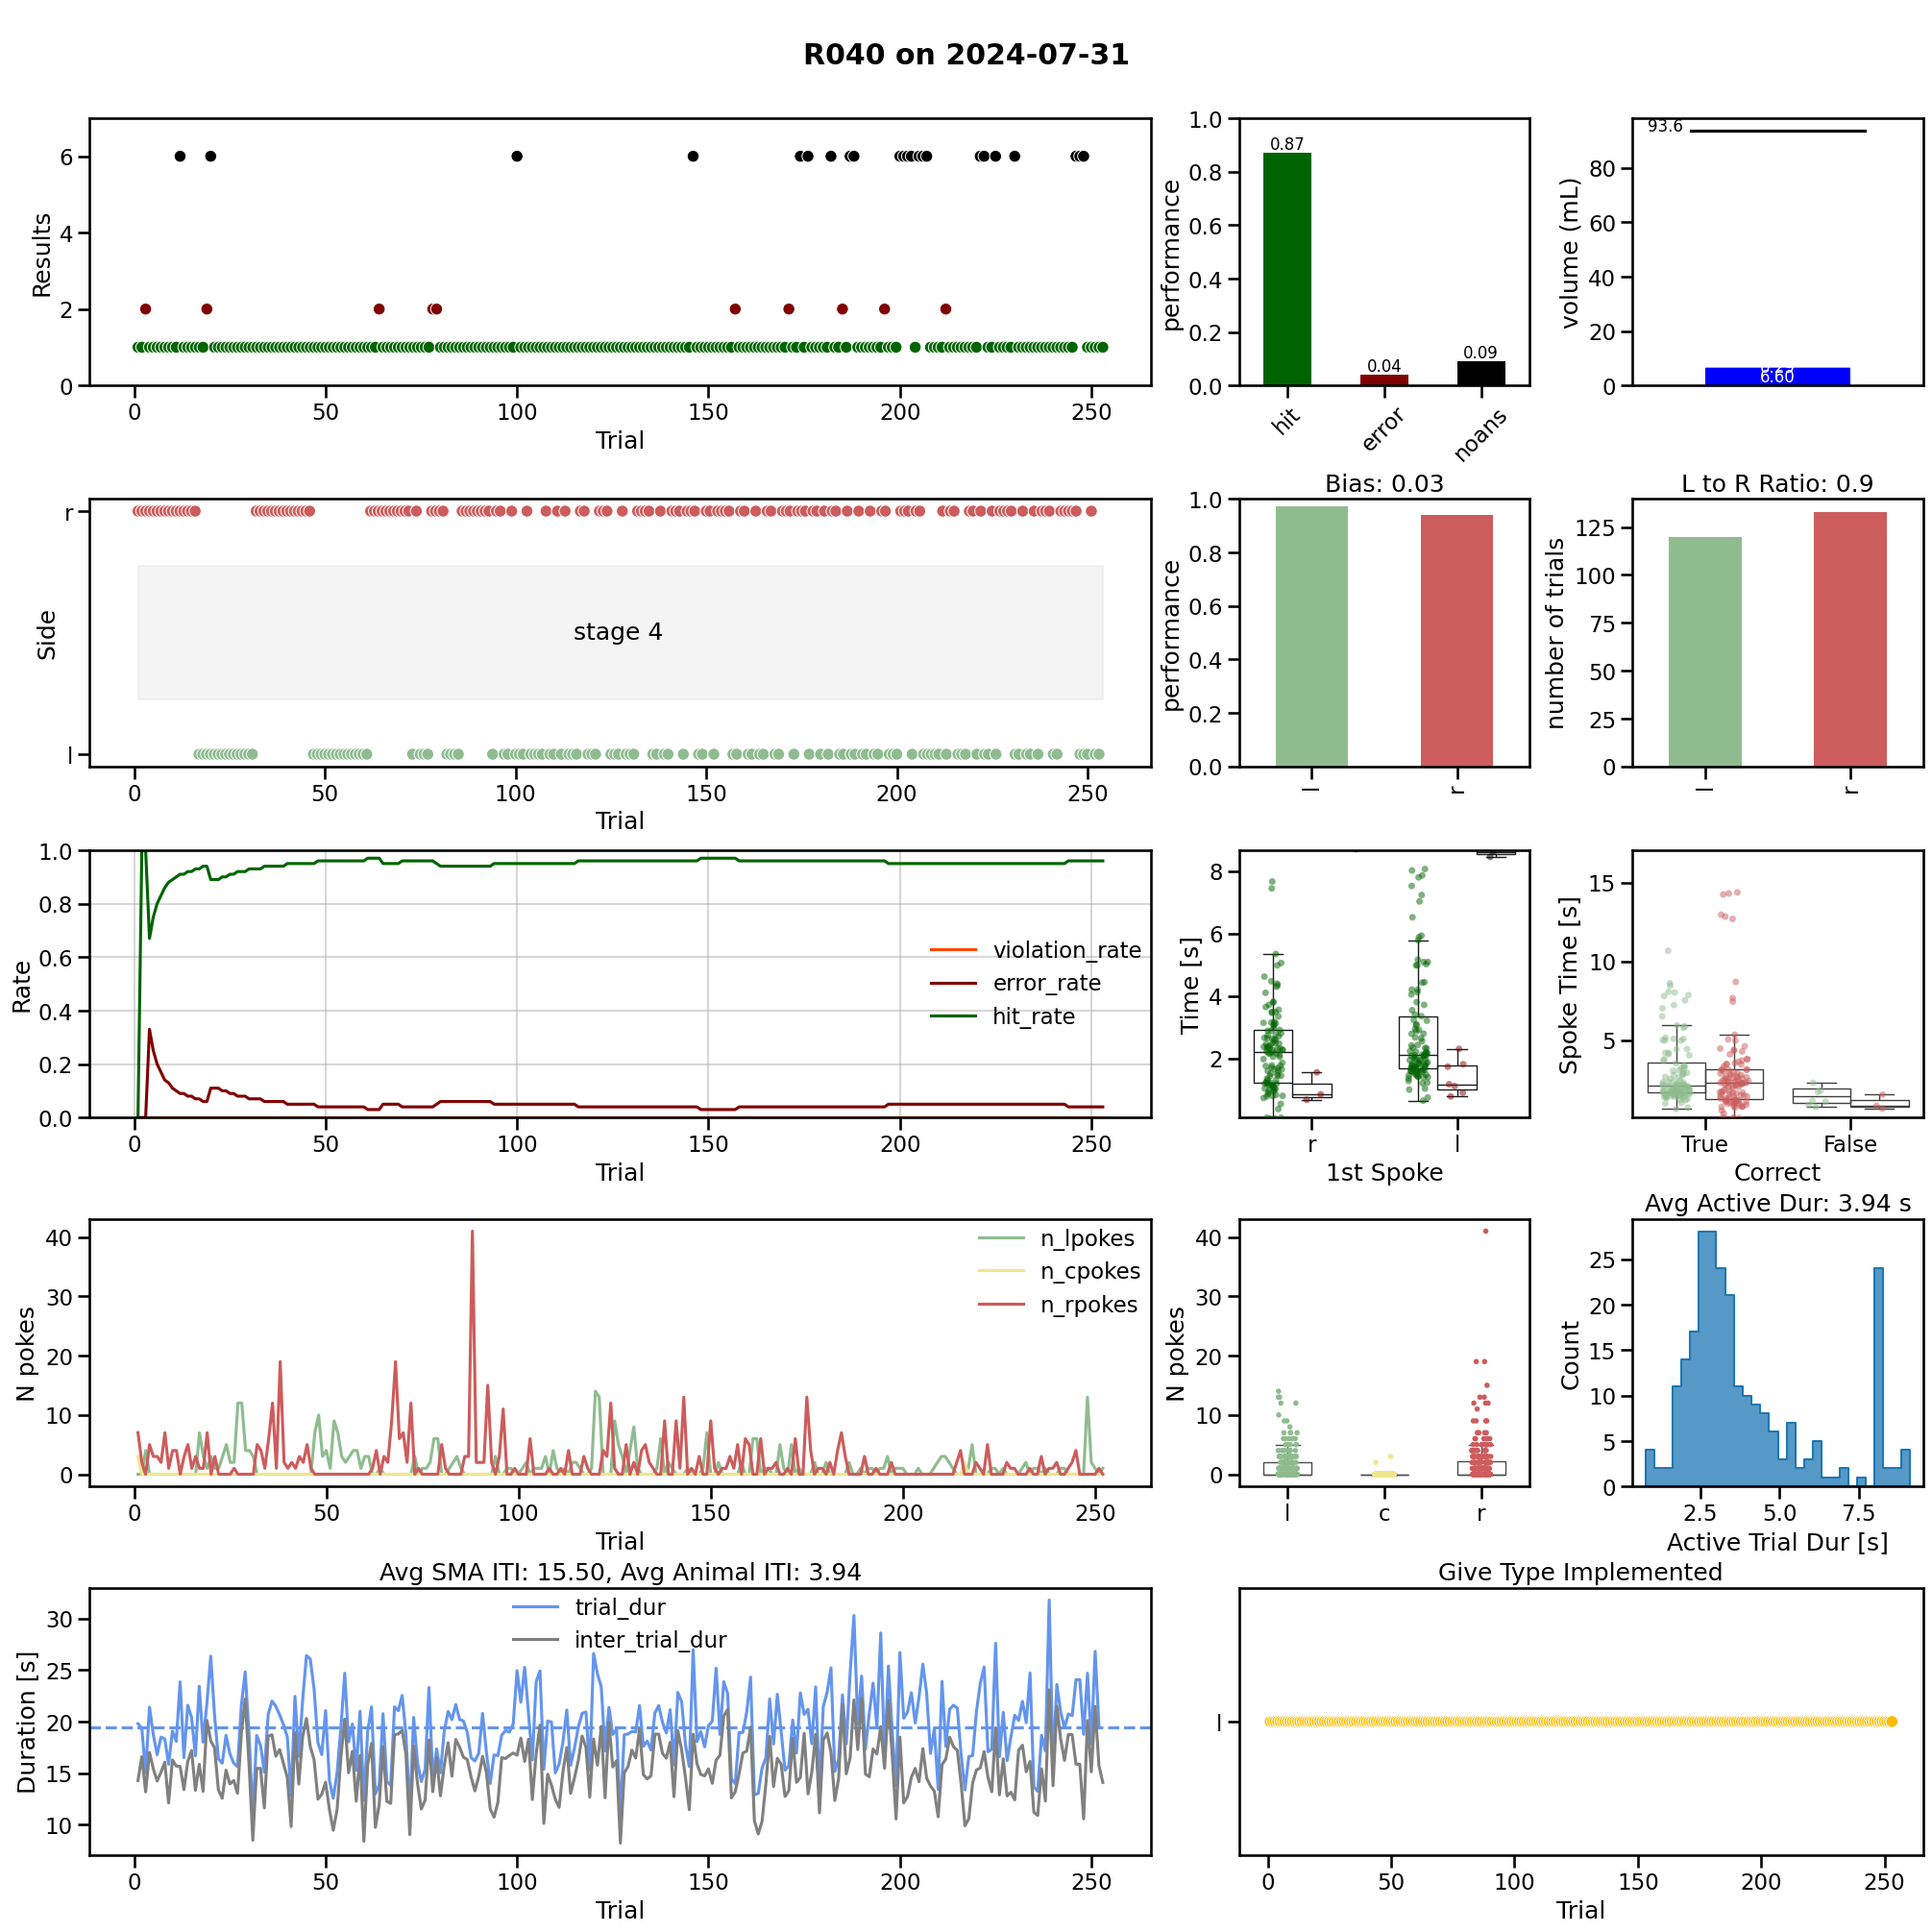 R040 on 2024-07-31
Results
6
4
2
0
0 50 100 150 200 250
Trial
performance
1.0
0.8
0.6
0.4
0.2
0.0
0.87
0.04
0.09
hit error noans
volume (mL)
93.6
80
60
40
20
0
6.60
Side
r
stage 4
l
0 50 100 150 200 250
Trial
Bias: 0.03
performance
1.0
0.8
0.6
0.4
0.2
0.0
l r
L to R Ratio: 0.9
number of trials
125
100
75
50
25
0
l r
Rate
1.0
0.8
0.6
0.4
0.2
0.0
violation_rate
error_rate
hit_rate
0 50 100 150 200 250
Trial
Time [s]
8
6
4
2
r l
1st Spoke
Spoke Time [s]
15
10
5
True False
Correct
N pokes
40
30
20
10
0
n_lpokes
n_cpokes
n_rpokes
0 50 100 150 200 250
Trial
N pokes
40
30
20
10
0
l c r
Avg Active Dur: 3.94 s
Count
25
20
15
10
5
0
2.5 5.0 7.5
Active Trial Dur [s]
Avg SMA ITI: 15.50, Avg Animal ITI: 3.94
Duration [s]
30
25
20
15
10
trial_dur
inter_trial_dur
0 50 100 150 200 250
Trial
Give Type Implemented
l
0 50 100 150 200 250
Trial